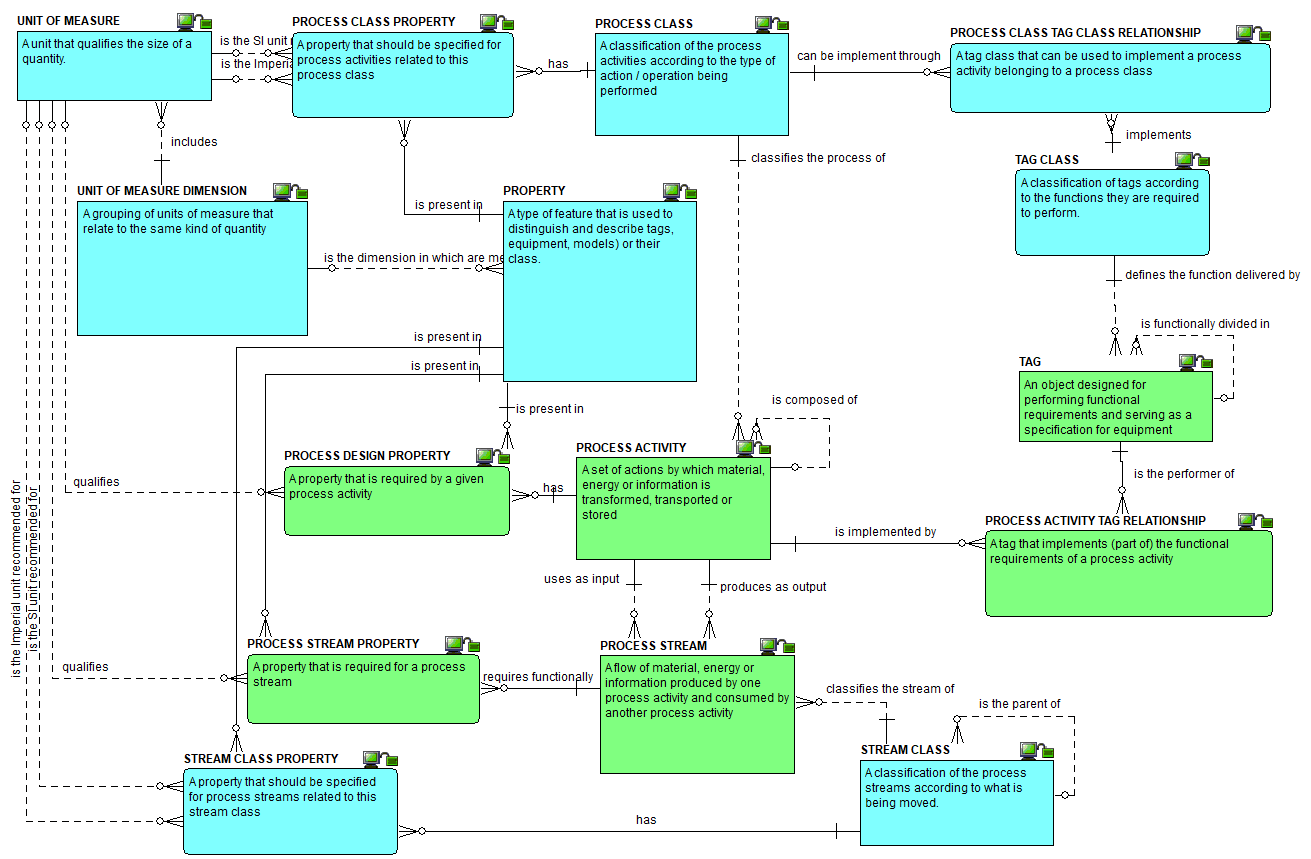 UNIT OF MEASURE
A unit that qualifies the size of a
quantity.
is the SI unit
is the Imperia
PROCESS CLASS PROPERTY
A property that should be specified for
process activities related to this
process class
has
PROCESS CLASS
A classification of the process
activities according to the type of
action / operation being
performed
can be implement through
PROCESS CLASS TAG CLASS RELATIONSHIP
A tag class that can be used to implement a process
activity belonging to a process class
includes
implements
classifies the process of
UNIT OF MEASURE DIMENSION
A grouping of units of measure that
relate to the same kind of quantity
is present in
PROPERTY
A type of feature that is used to
distinguish and describe tags,
equipment, models) or their
class.
is the dimension in which are me
TAG CLASS
A classification of tags according
to the functions they are required
to perform.
defines the function delivered by
is functionally divided in
is present in
is present in
is present in
TAG
An object designed for
performing functional
requirements and serving as a
specification for equipment
is composed of
is the performer of
PROCESS DESIGN PROPERTY
A property that is required by a given
process activity
qualifies
has
PROCESS ACTIVITY
A set of actions by which material,
energy or information is
transformed, transported or
stored
is implemented by
PROCESS ACTIVITY TAG RELATIONSHIP
A tag that implements (part of) the functional
requirements of a process activity
uses as input
produces as output
is the Imperial unit recommended for
is the SI unit recommended for
PROCESS STREAM PROPERTY
A property that is required for a process
stream
qualifies
requires functionally
PROCESS STREAM
A flow of material, energy or
information produced by one
process activity and consumed by
another process activity
classifies the stream of
is the parent of
STREAM CLASS PROPERTY
A property that should be specified
for process streams related to this
stream class
has
STREAM CLASS
A classification of the process
streams according to what is
being moved.